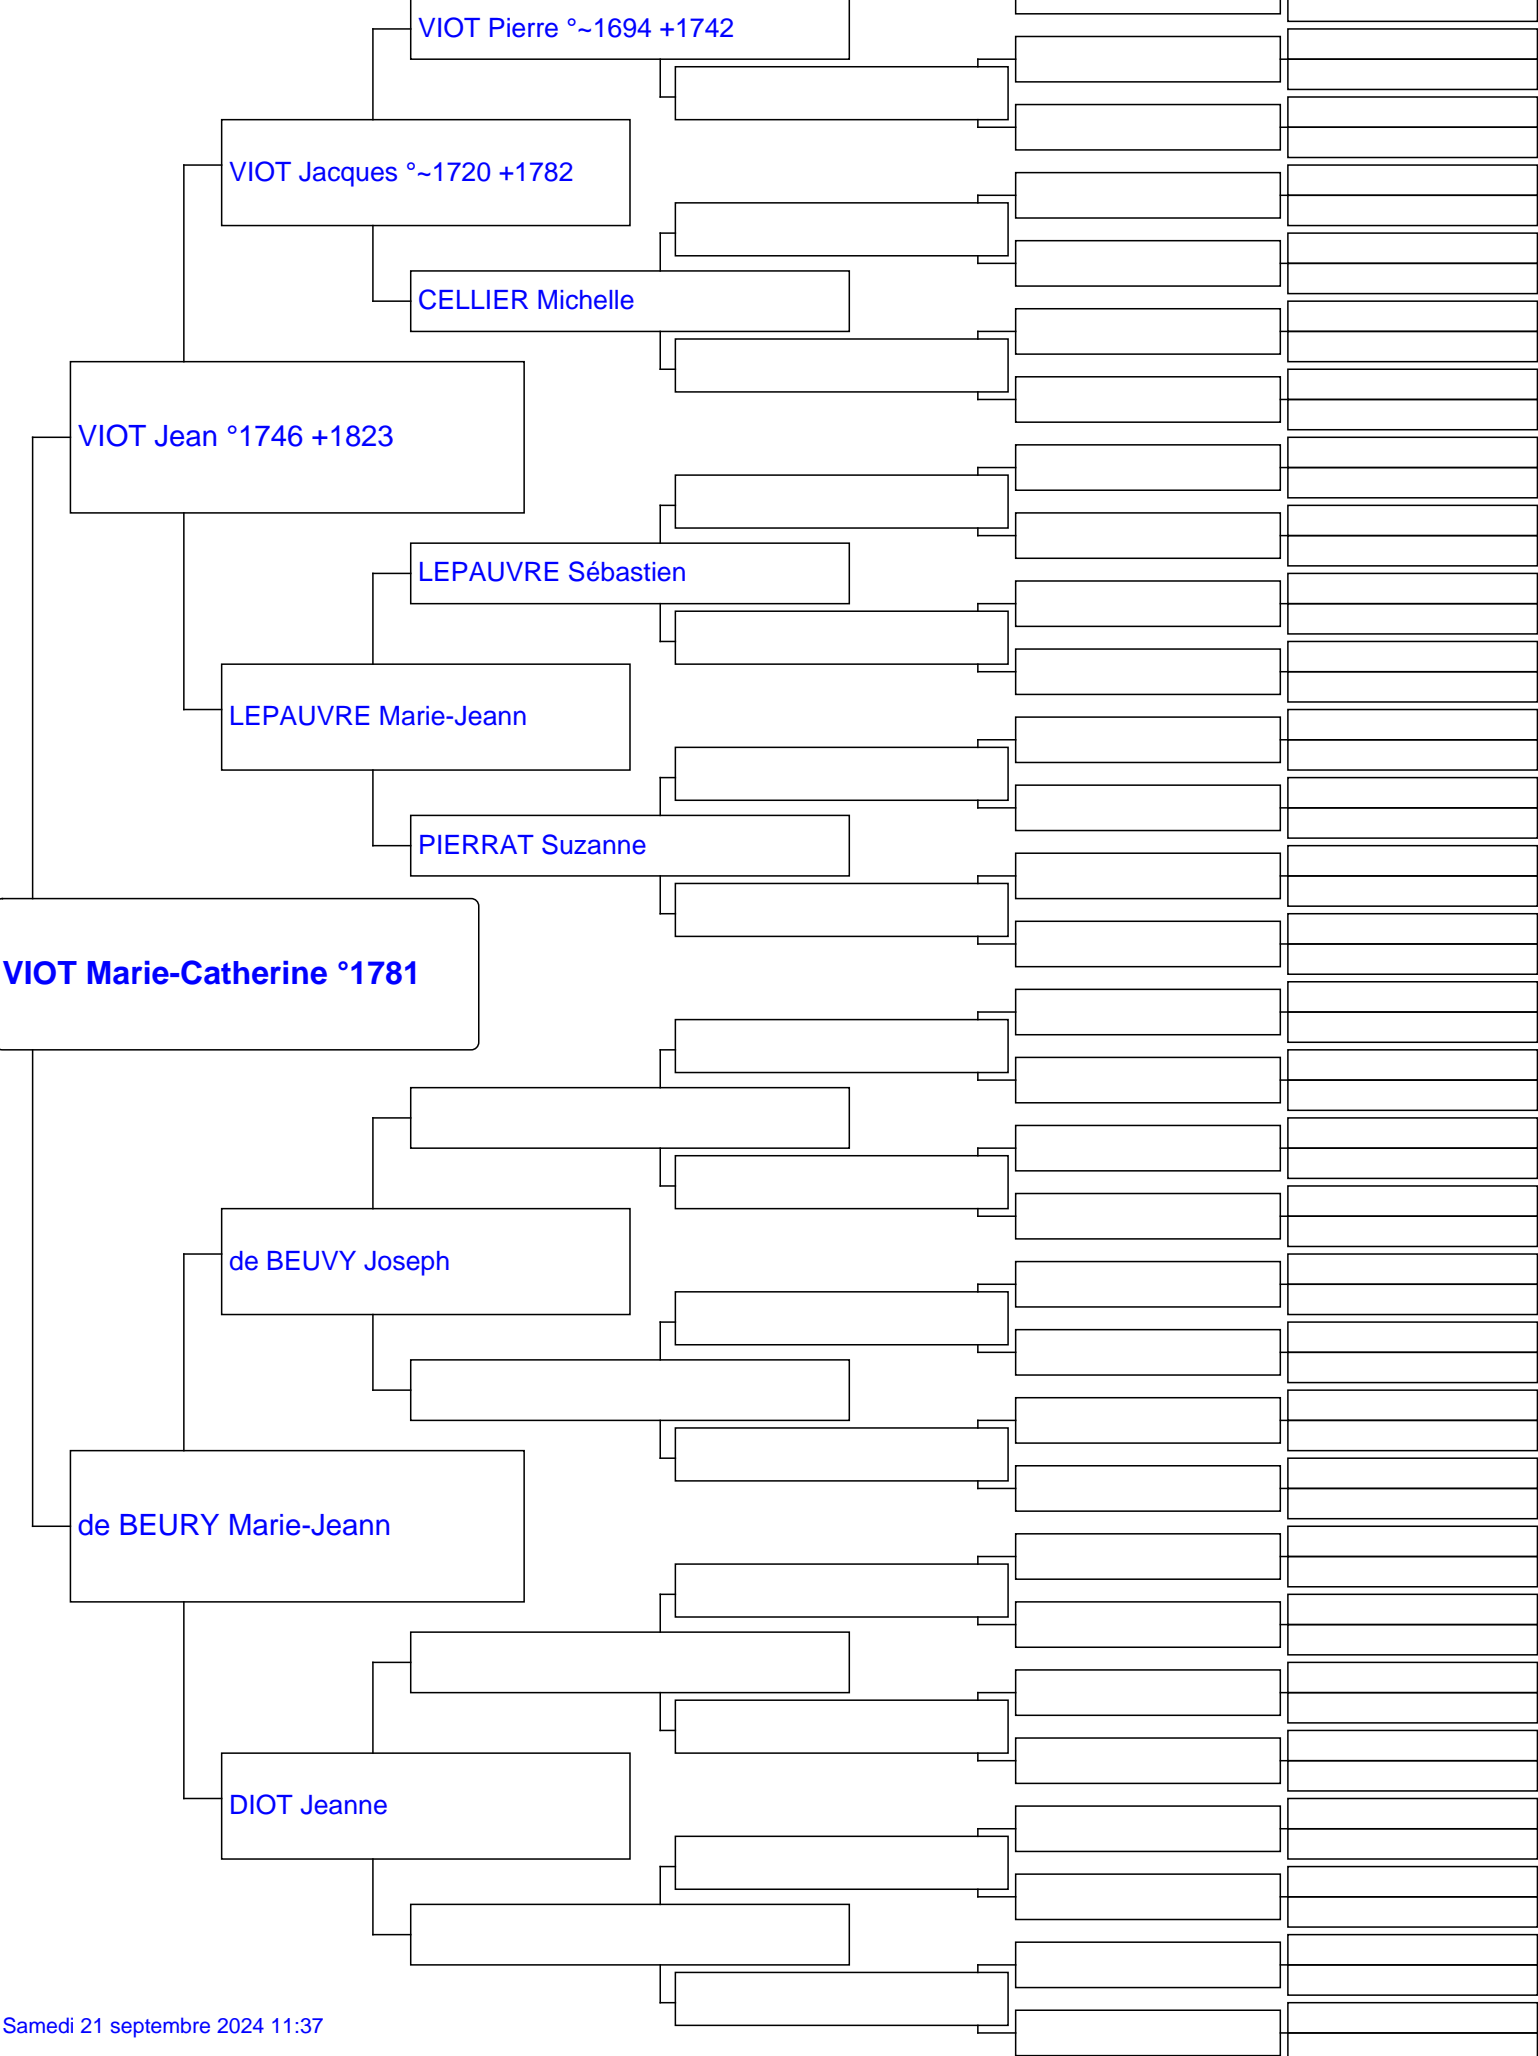 VIOT Pierre °~1694 +1742
VIOT Jacques °~1720 +1782
CELLIER Michelle
VIOT Jean °1746 +1823
LEPAUVRE Sébastien
LEPAUVRE Marie-Jeann
PIERRAT Suzanne
VIOT Marie-Catherine °1781
de BEUVY Joseph
de BEURY Marie-Jeann
DIOT Jeanne
Samedi 21 septembre 2024 11:37